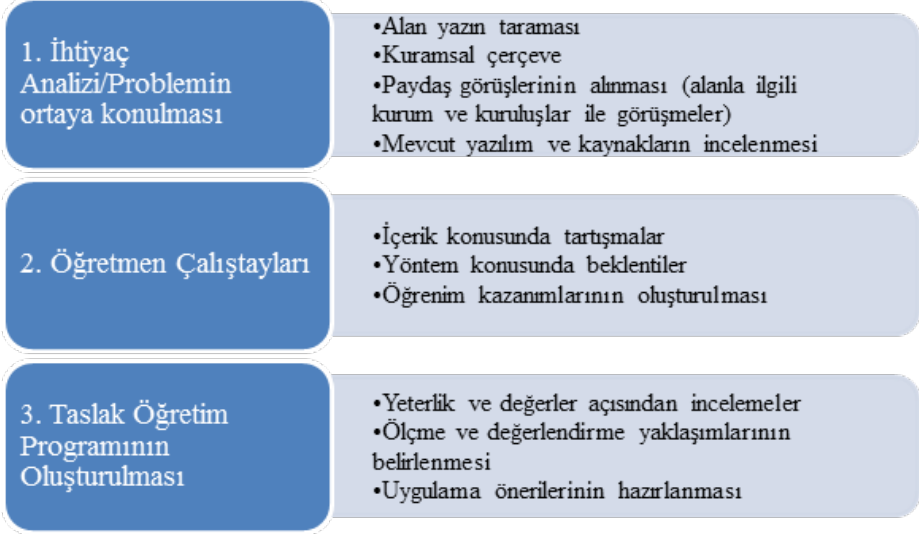 1. İhtiyaç
Analizi/Problemin
ortaya konulması
•Alan yazın taraması
•Kuramsal çerçeve
•Paydaş görüşlerinin alınması (alanla ilgili
kurum ve kuruluşlar ile görüşmeler)
•Mevcut yazılım ve kaynakların incelenmesi
2. Öğretmen Çalıştayları
•İçerik konusunda tartışmalar
•Yöntem konusunda beklentiler
•Öğrenim kazanımlarının oluşturulması
3. Taslak Öğretim
Programının
Oluşturulması
•Yeterlik ve değerler açısından incelemeler
•Ölçme ve değerlendirme yaklaşımlarının
belirlenmesi
•Uygulama önerilerinin hazırlanması